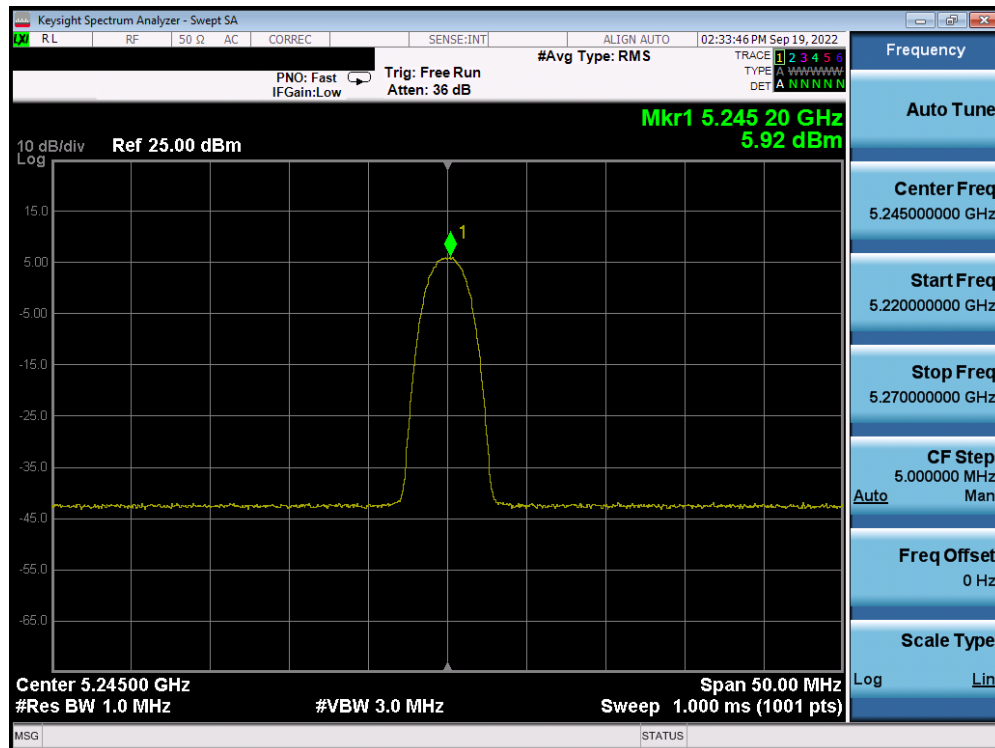 Keysight Spectrum Analyzer - Swept SA
LXI RL RF 50 Ω AC CORREC SENSE:INT ALIGN AUTO 02:33:46 PM Sep 19, 2022
#Avg Type: RMS
TRACE 1 2 3 4 5 6
TYPE A WWWWW
DET A N N N N N
PNO: Fast
IFGain:Low
Trig: Free Run
Atten: 36 dB
Mkr1 5.245 20 GHz
5.92 dBm
10 dB/div Ref 25.00 dBm
Log
1
15.0
5.00
-5.00
-15.0
-25.0
-35.0
-45.0
-55.0
-65.0
Center 5.24500 GHz Span 50.00 MHz
#Res BW 1.0 MHz #VBW 3.0 MHz Sweep 1.000 ms (1001 pts)
MSG STATUS
Frequency
Auto Tune
Center Freq
5.245000000 GHz
Start Freq
5.220000000 GHz
Stop Freq
5.270000000 GHz
CF Step
5.000000 MHz
Auto Man
Freq Offset
0 Hz
Scale Type
Log Lin